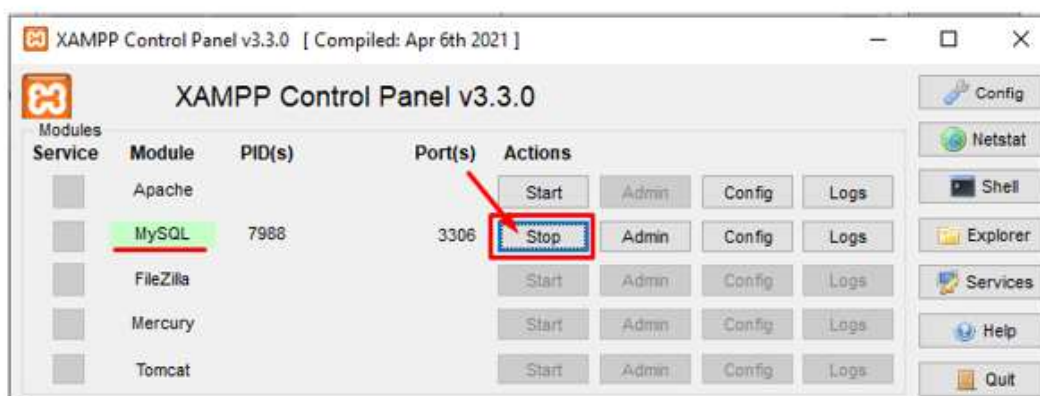 XAMPP Control Panel v3.3.0 [ Compiled: Apr 6th 2021 ]
XAMPP Control Panel v3.3.0
Config
Modules
Service Module PID(s) Port(s) Actions
Netstat
Apache Start Admin Config Logs
Shell
MySQL 7988 3306 Stop Admin Config Logs
Explorer
FileZilla Start Admin Config Logs
Services
Mercury Start Admin Config Logs
Help
Tomcat Start Admin Config Logs
Quit